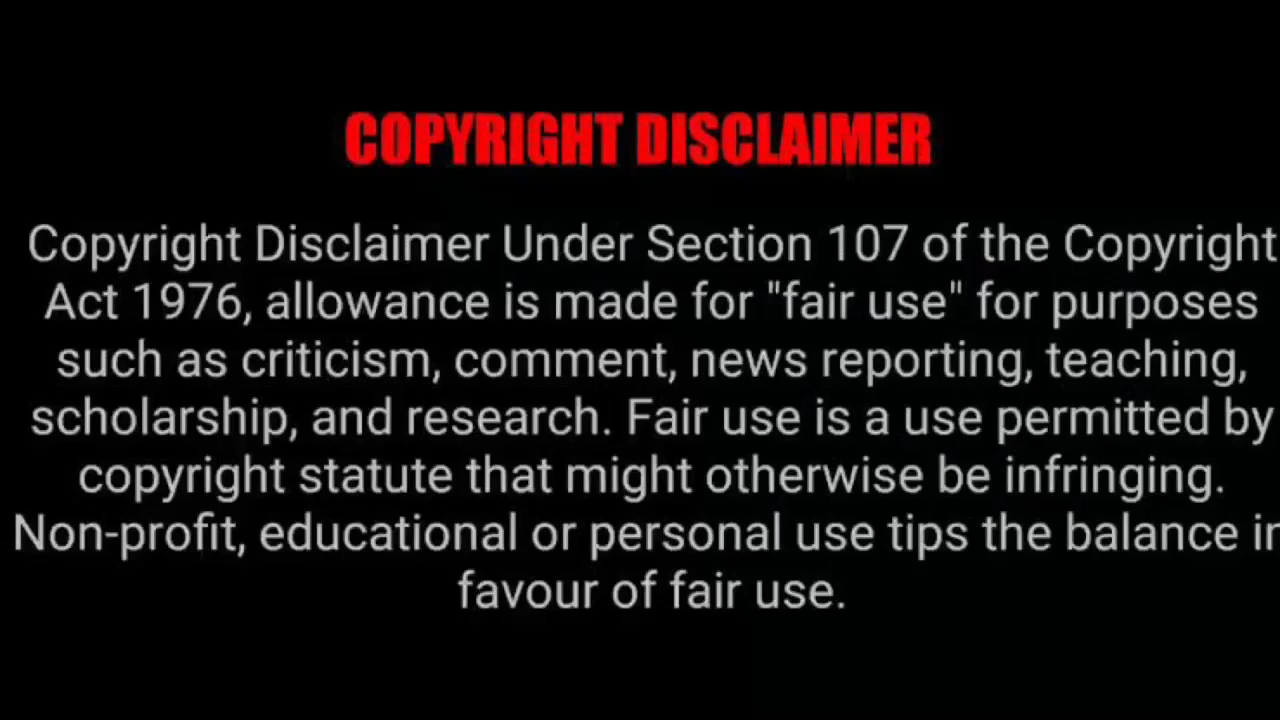 COPYRIGHT DISCLAIMER
Copyright Disclaimer Under Section 107 of the Copyright
Act 1976, allowance is made for "fair use" for purposes
such as criticism, comment, news reporting, teaching,
scholarship, and research. Fair use is a use permitted by
copyright statute that might otherwise be infringing.
Non-profit, educational or personal use tips the balance in
favour of fair use.